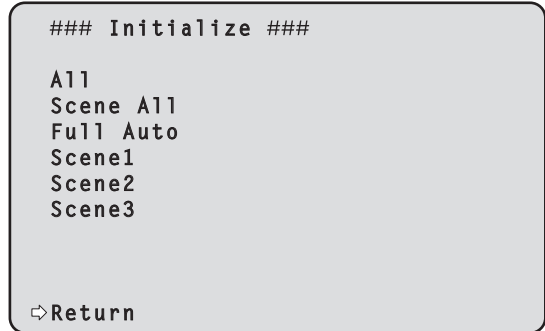 ### Initialize ###
All
Scene All
Full Auto
Scene1
Scene2
Scene3
⇨Return